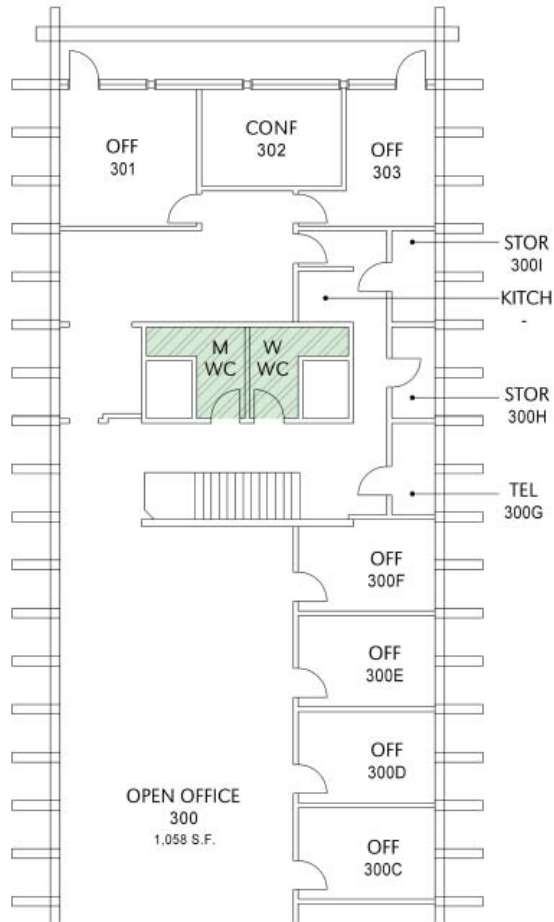 OFF
301
CONF
302
OFF
303
STOR
300I
KITCH
-
M
WC
W
WC
STOR
300H
TEL
300G
OFF
300F
OFF
300E
OFF
300D
OPEN OFFICE
300
1,058 S.F.
OFF
300C